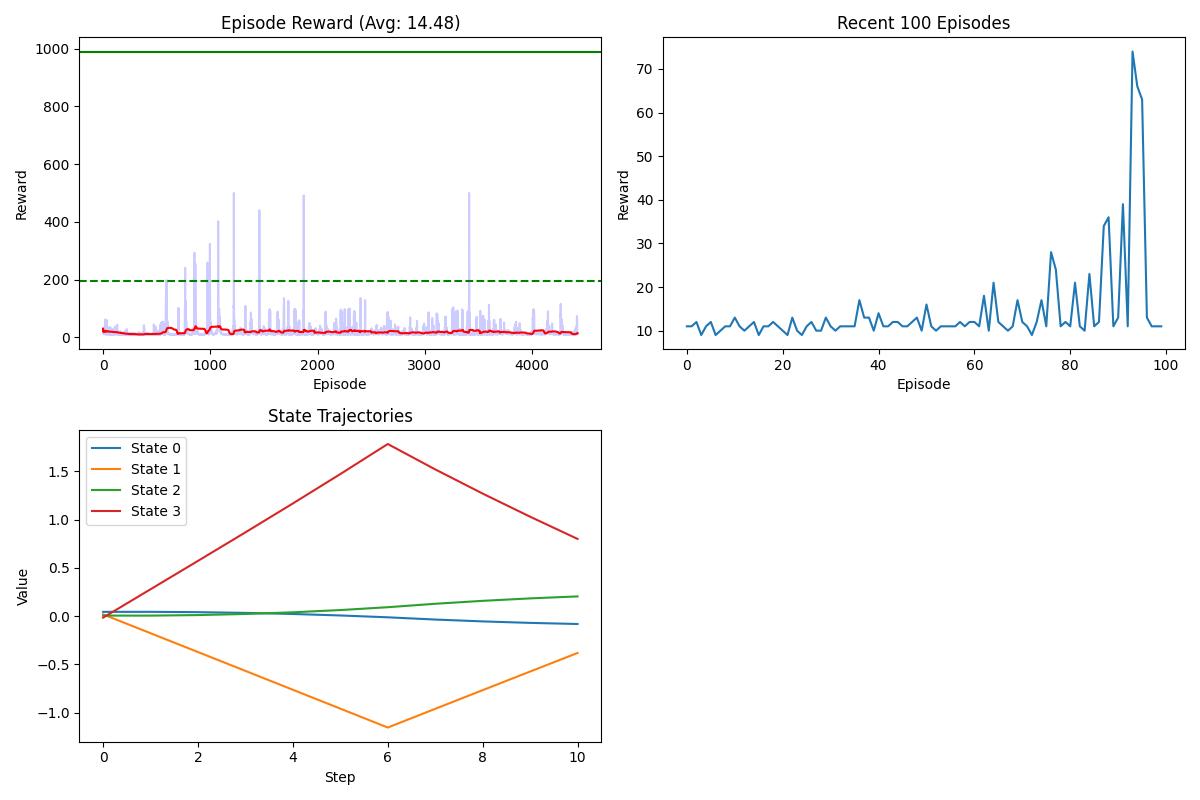 Episode Reward (Avg: 14.48)
Reward
1000
800
600
400
200
0
0 1000 2000 3000 4000
Episode
Recent 100 Episodes
Reward
70
60
50
40
30
20
10
0 20 40 60 80 100
Episode
State Trajectories
Value
1.5
1.0
0.5
0.0
−0.5
−1.0
State 0
State 1
State 2
State 3
0 2 4 6 8 10
Step